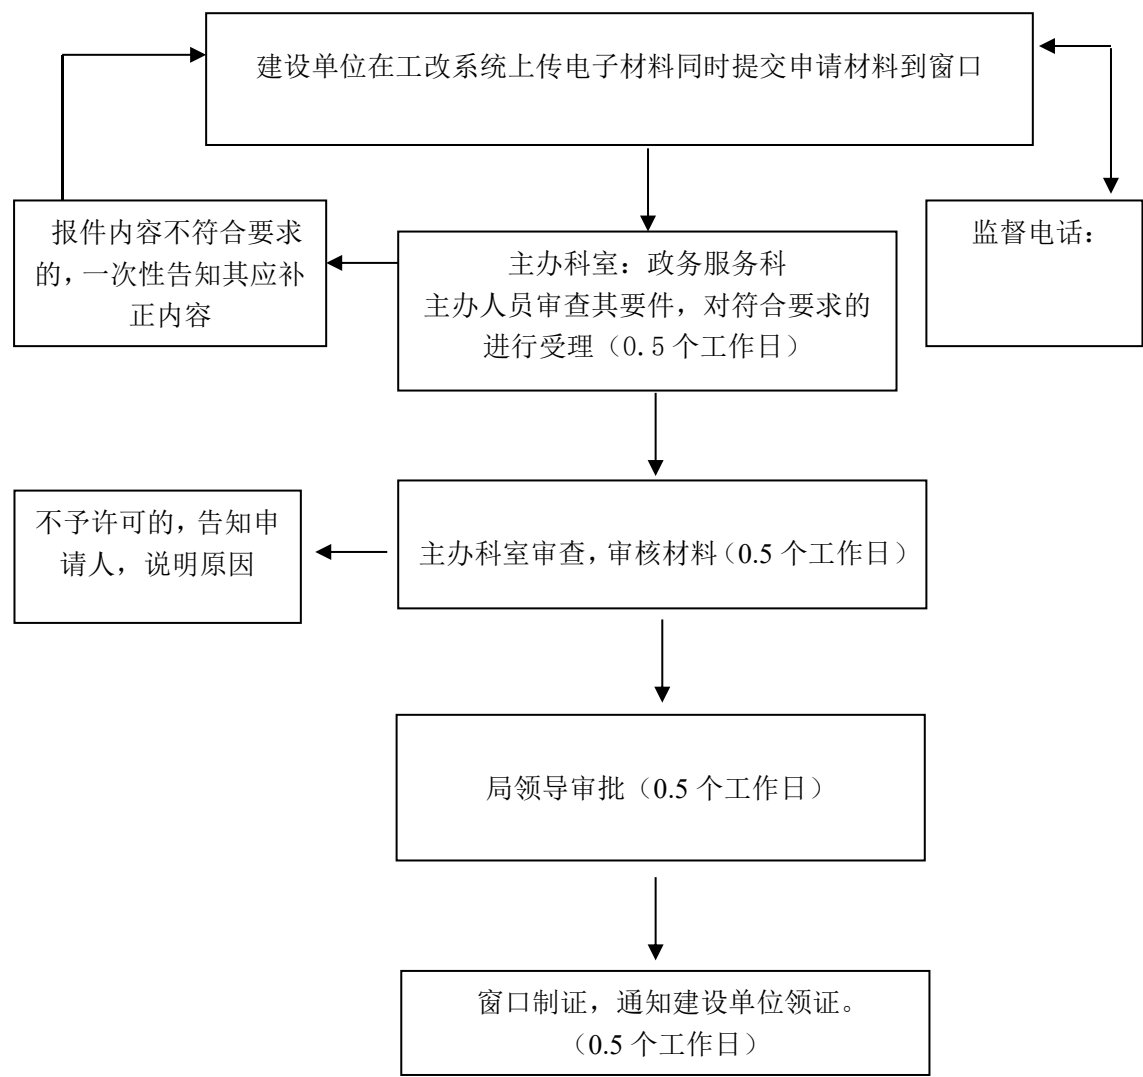 建设单位在工改系统上传电子材料同时提交申请材料到窗口
报件内容不符合要求
的，一次性告知其应补
正内容
监督电话：
主办科室：政务服务科
主办人员审查其要件，对符合要求的
进行受理（0.5个工作日）
不予许可的，告知申
请人，说明原因
主办科室审查，审核材料（0.5个工作日）
局领导审批（0.5个工作日）
窗口制证，通知建设单位领证。
（0.5个工作日）